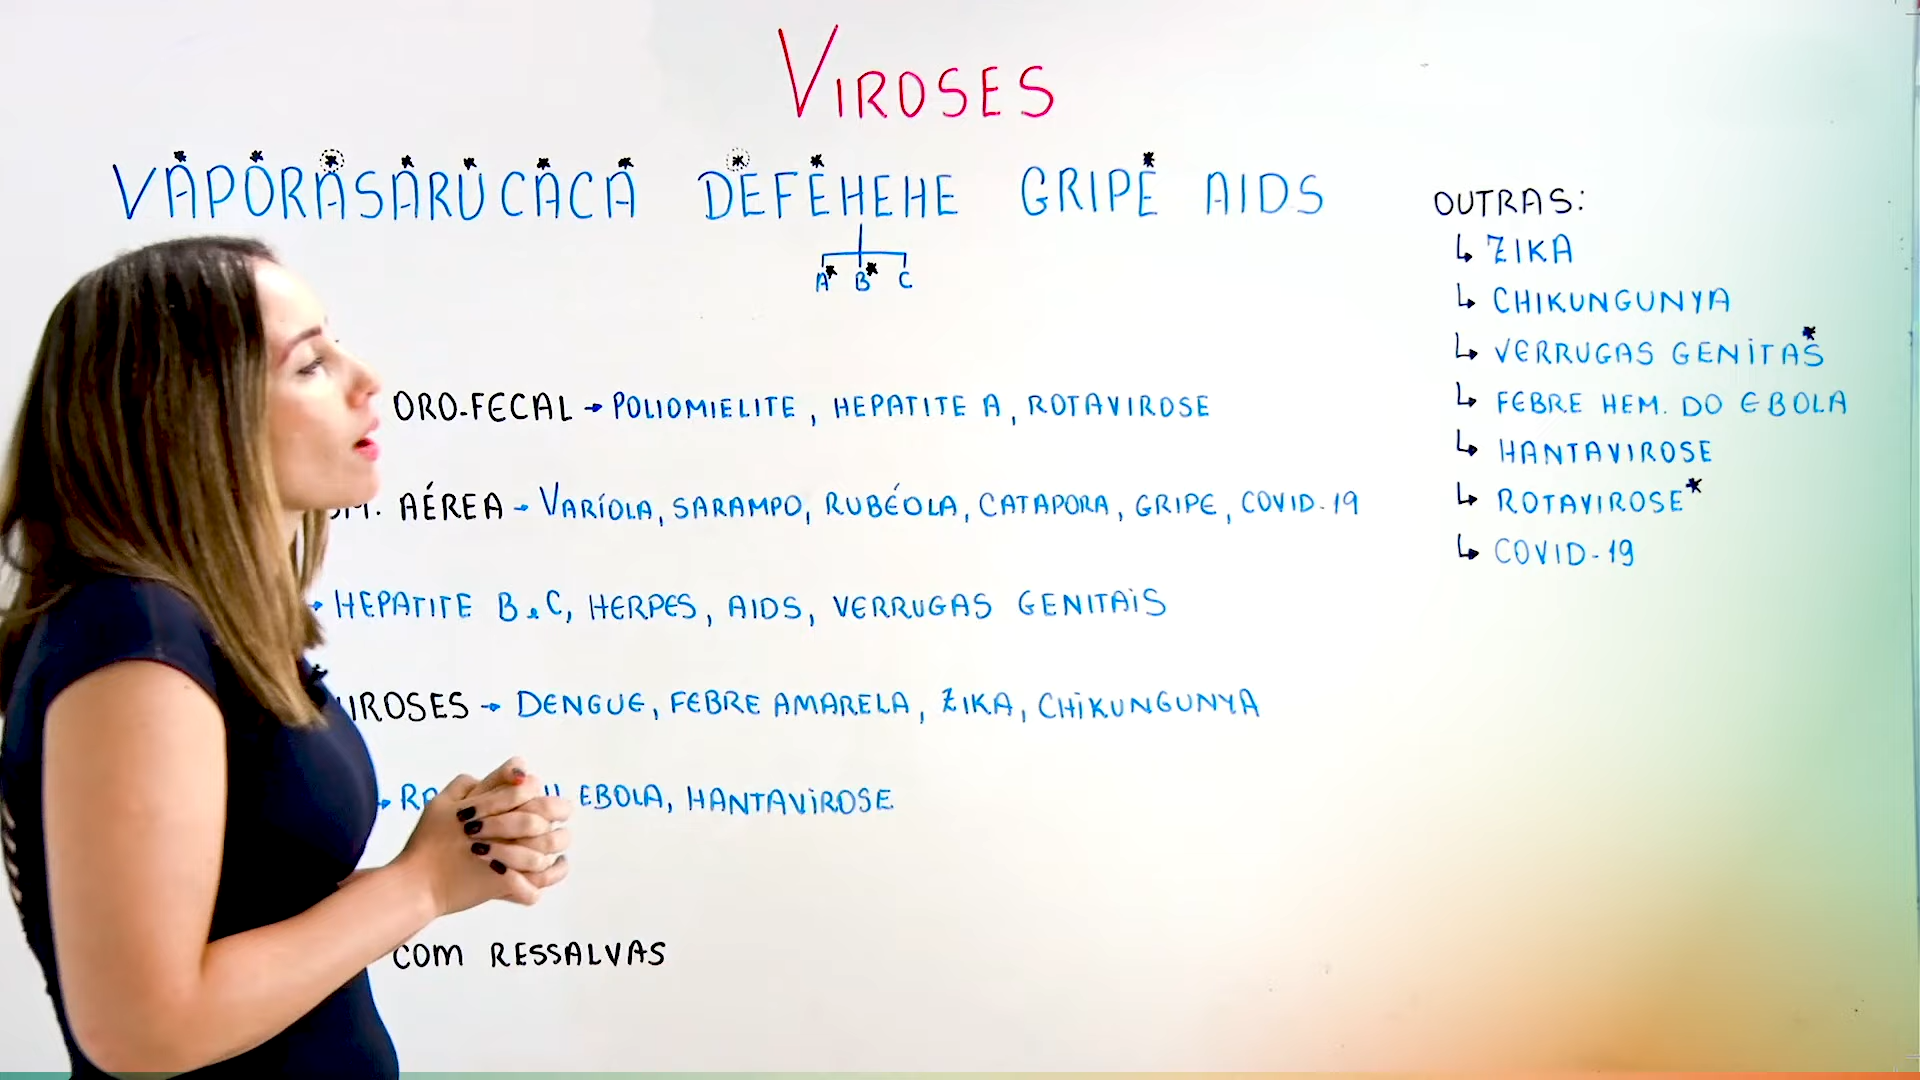 VIROSES
VAPORASARUCACA DEFEHEHE GRIPE AIDS
A* B* C
ORO-FECAL → POLIOMIELITE, HEPATITE A, ROTAVIROSE
AÉREA → VARÍOLA, SARAMPO, RUBÉOLA, CATAPORA, GRIPE, COVID-19
→ HEPATITE B e C, HERPES, AIDS, VERRUGAS GENITAIS
→ DENGUE, FEBRE AMARELA, ZIKA, CHIKUNGUNYA
EBOLA, HANTAVIROSE
COM RESSALVAS
OUTRAS:
↳ ZIKA
↳ CHIKUNGUNYA
↳ VERRUGAS GENITAS*
↳ FEBRE HEM. DO EBOLA
↳ HANTAVIROSE
↳ ROTAVIROSE*
↳ COVID-19